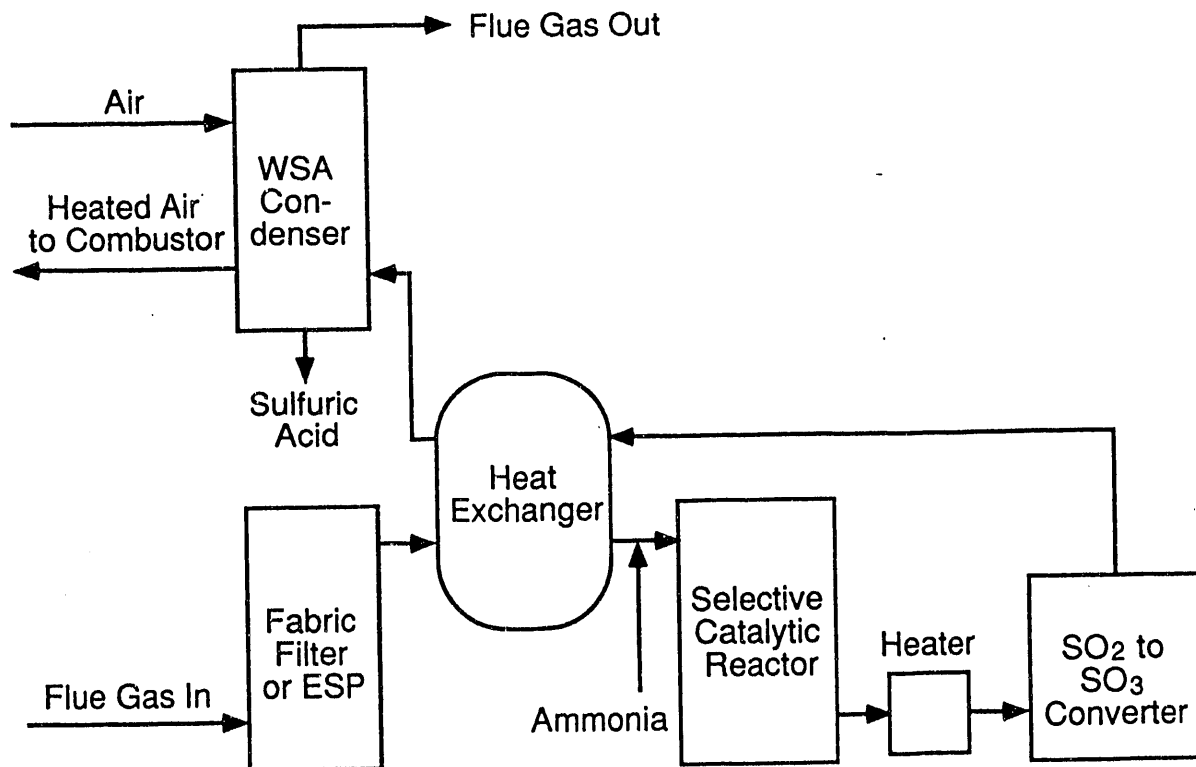 Flue Gas Out
Air
WSA
Con-
denser
Heated Air
to Combustor
Sulfuric
Acid
Heat
Exchanger
Fabric
Filter
or ESP
Flue Gas In
Ammonia
Selective
Catalytic
Reactor
Heater
SO2 to
SO3
Converter